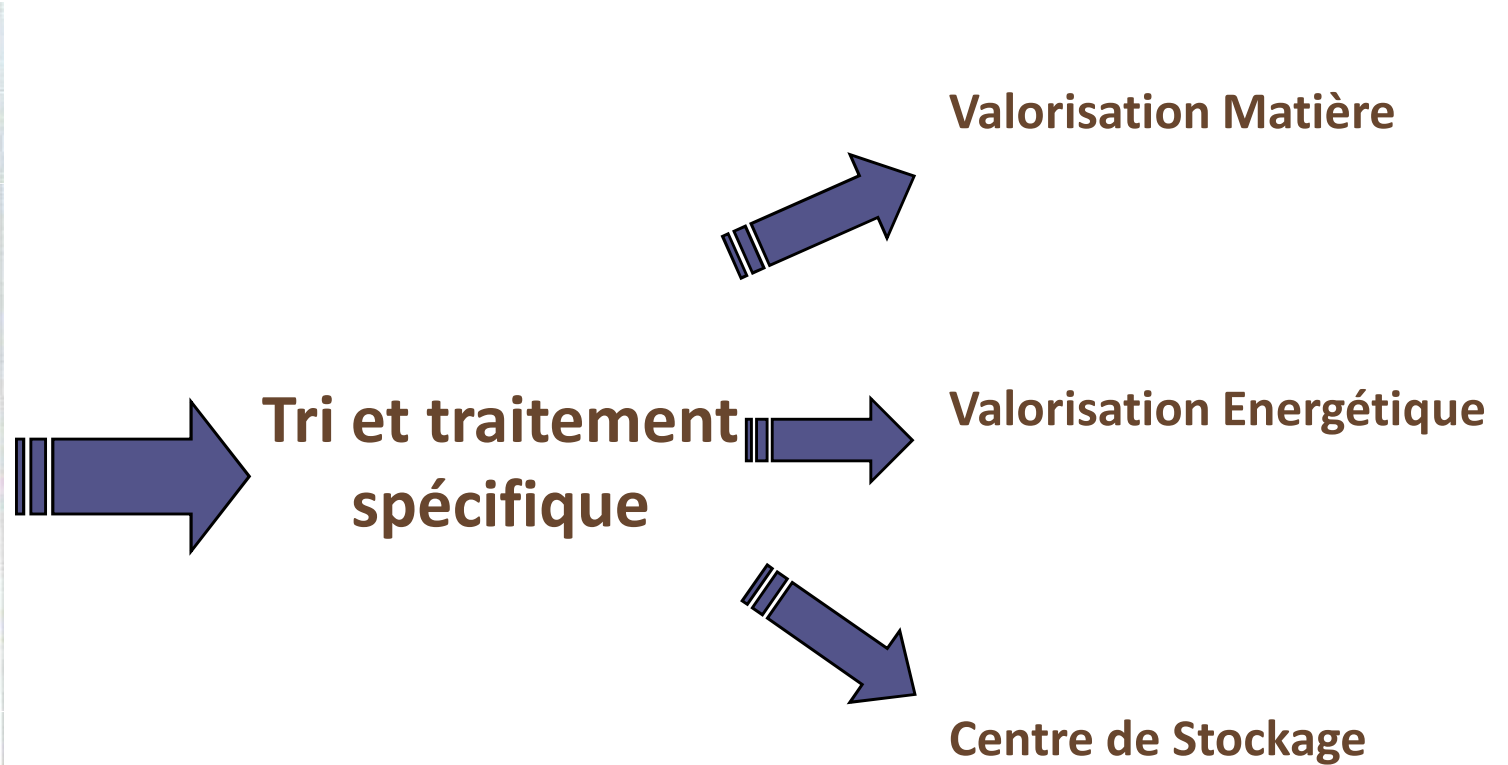 Valorisation Matière
Tri et traitement
spécifique
Valorisation Energétique
Centre de Stockage